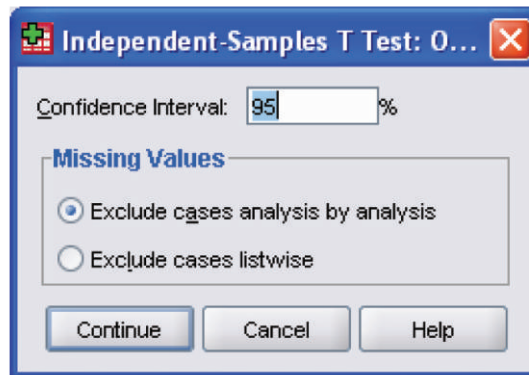 Independent-Samples T Test: O...
Confidence Interval: 95 %
Missing Values
Exclude cases analysis by analysis
Exclude cases listwise
Continue Cancel Help